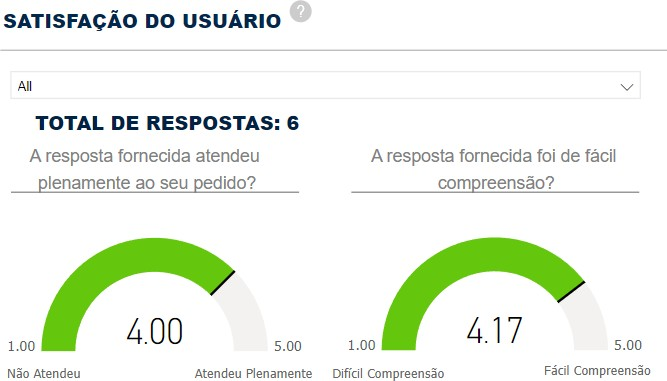 SATISFAÇÃO DO USUÁRIO ?
All
TOTAL DE RESPOSTAS: 6
A resposta fornecida atendeu
plenamente ao seu pedido?
A resposta fornecida foi de fácil
compreensão?
4.00
1.00
5.00
Não Atendeu
Atendeu Plenamente
4.17
1.00
5.00
Difícil Compreensão
Fácil Compreensão